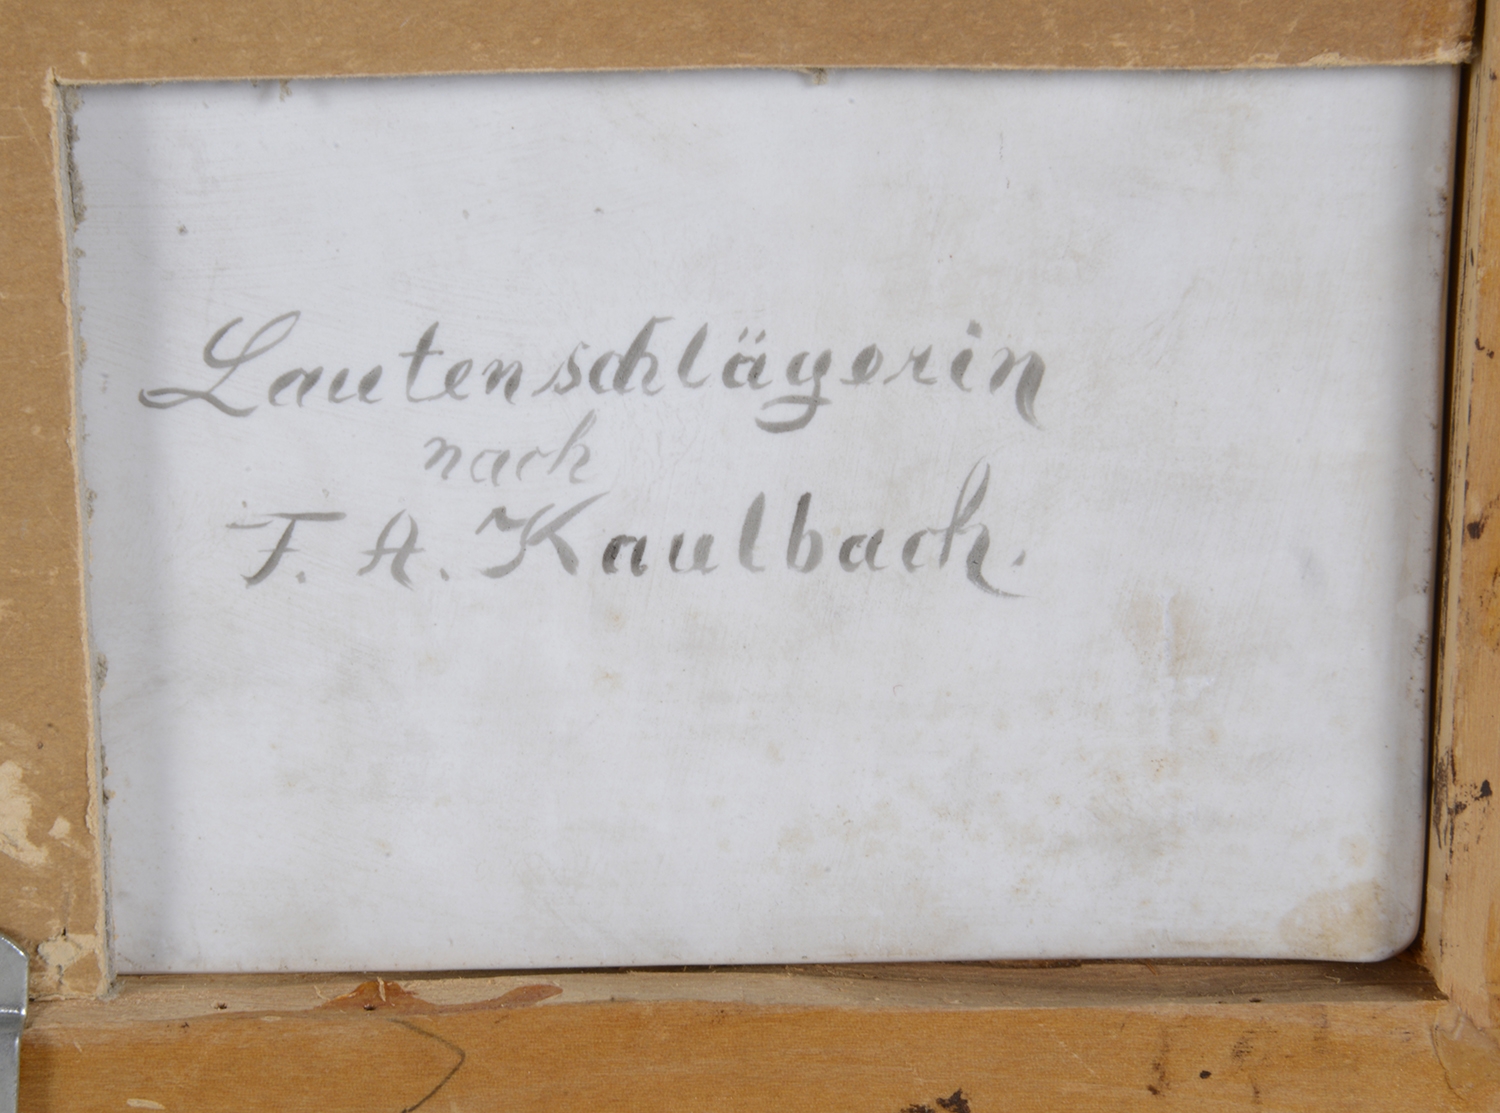 Lautenschlägerin
nach
F. A. Kaulbach.